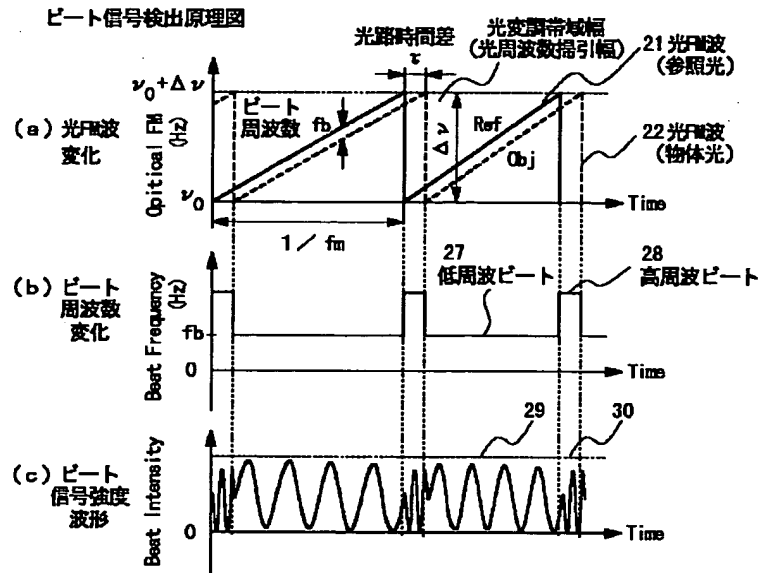 ビート信号検出原理図
光路時間差
τ
光変調帯域幅
(光周波数掃引幅)
21 光FM波
(参照光)
(a) 光FM波
変化
Opitical FM
(Hz)
ν0+Δν
ν0
ビート
周波数 fb
Δν
Ref
Obj
22 光FM波
(物体光)
Time
1/fm
(b) ビート
周波数
変化
Beat Frequency
(Hz)
fb
0
27
低周波ビート
28
高周波ビート
Time
(c) ビート
信号強度
波形
Beat Intensity
0
29
30
Time